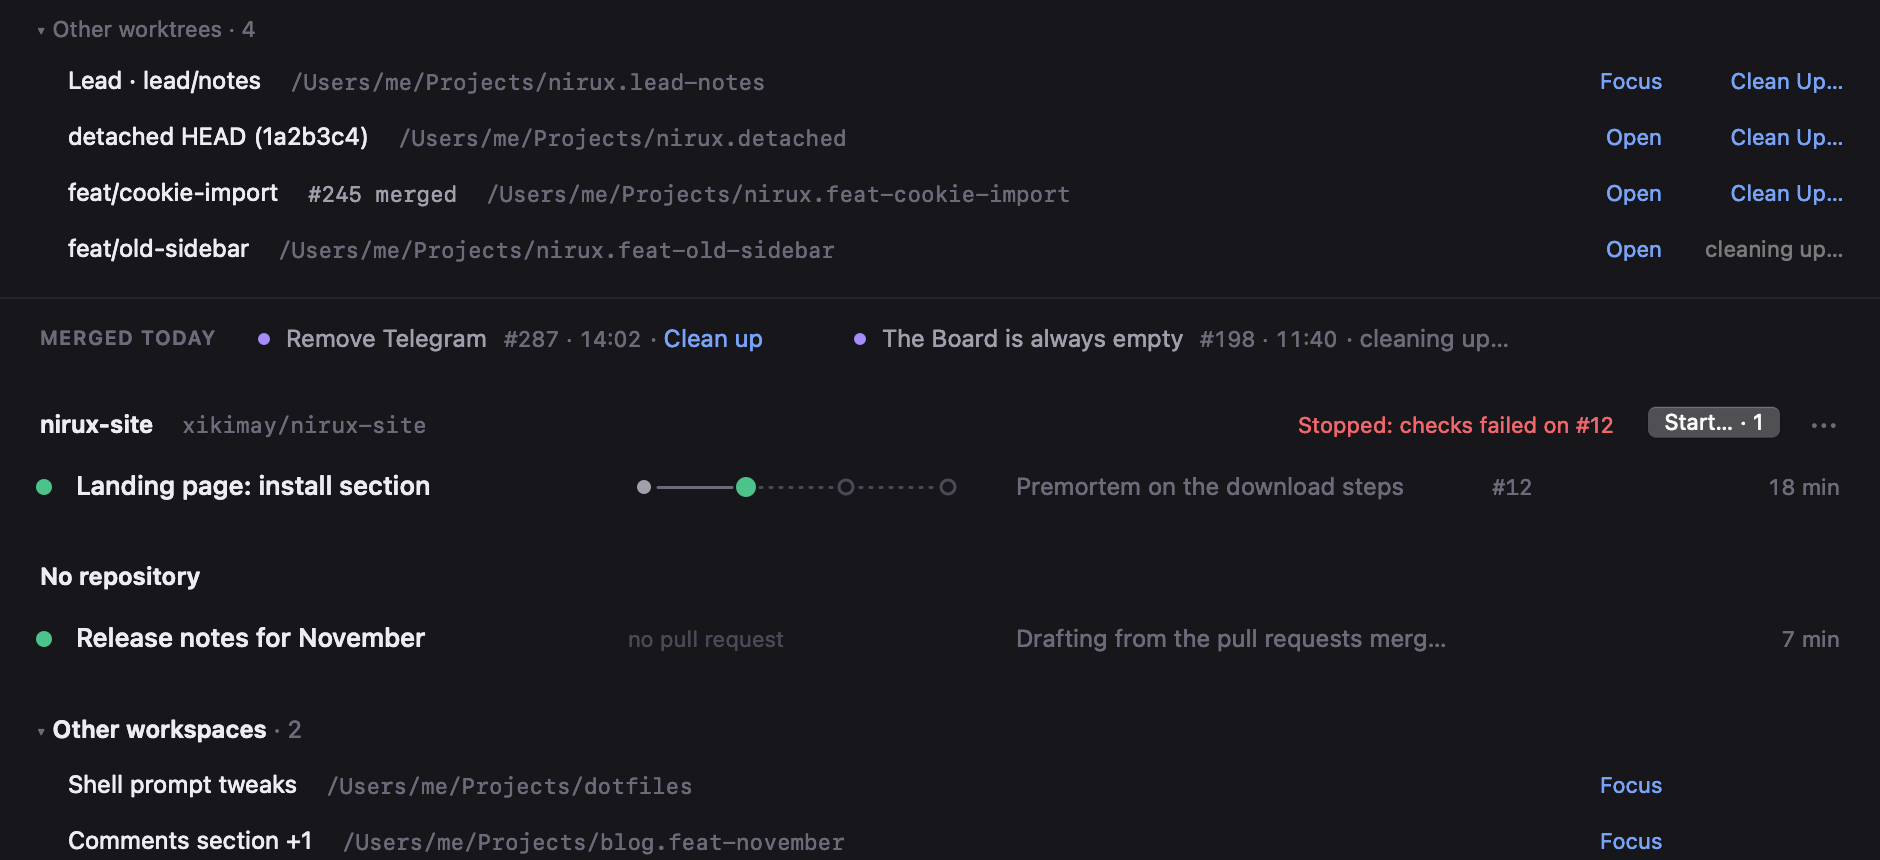 ▾ Other worktrees · 4
Lead · lead/notes /Users/me/Projects/nirux.lead-notes Focus Clean Up...
detached HEAD (1a2b3c4) /Users/me/Projects/nirux.detached Open Clean Up...
feat/cookie-import #245 merged /Users/me/Projects/nirux.feat-cookie-import Open Clean Up...
feat/old-sidebar /Users/me/Projects/nirux.feat-old-sidebar Open cleaning up...
MERGED TODAY Remove Telegram #287 · 14:02 · Clean up The Board is always empty #198 · 11:40 · cleaning up...
nirux-site xikimay/nirux-site Stopped: checks failed on #12 Start... · 1 ···
Landing page: install section Premortem on the download steps #12 18 min
No repository
Release notes for November no pull request Drafting from the pull requests merg... 7 min
▾ Other workspaces · 2
Shell prompt tweaks /Users/me/Projects/dotfiles Focus
Comments section +1 /Users/me/Projects/blog.feat-november Focus